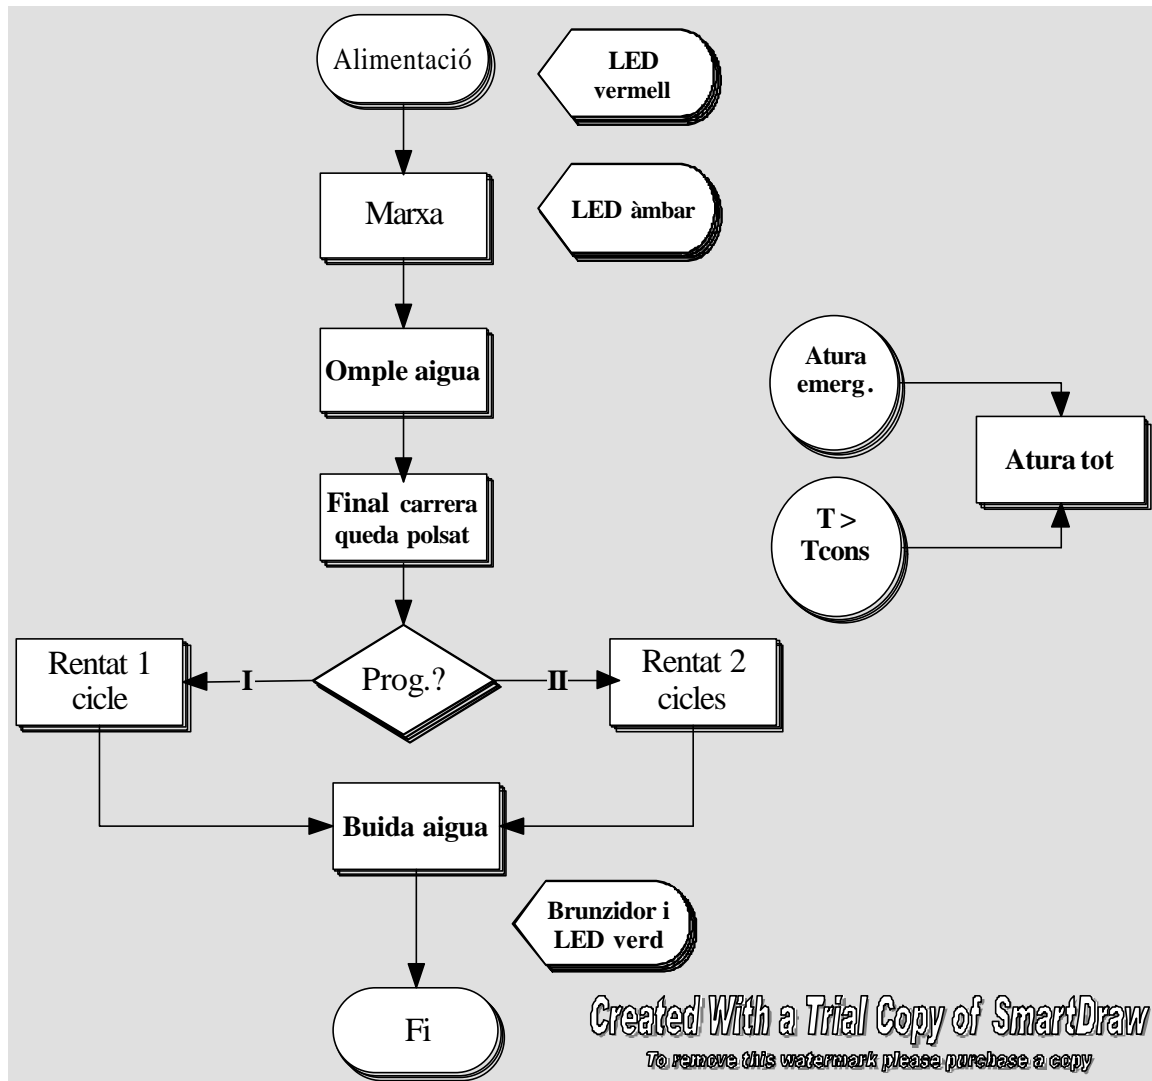 Alimentació
LED
vermell
Marxa
LED àmbar
Omple aigua
Atura
emerg.
Atura tot
Final carrera
queda polsat
T >
Tcons
Rentat 1
cicle
I
Prog.?
II
Rentat 2
cicles
Buida aigua
Brunzidor i
LED verd
Fi
Created With a Trial Copy of SmartDraw
To remove this watermark please purchase a copy